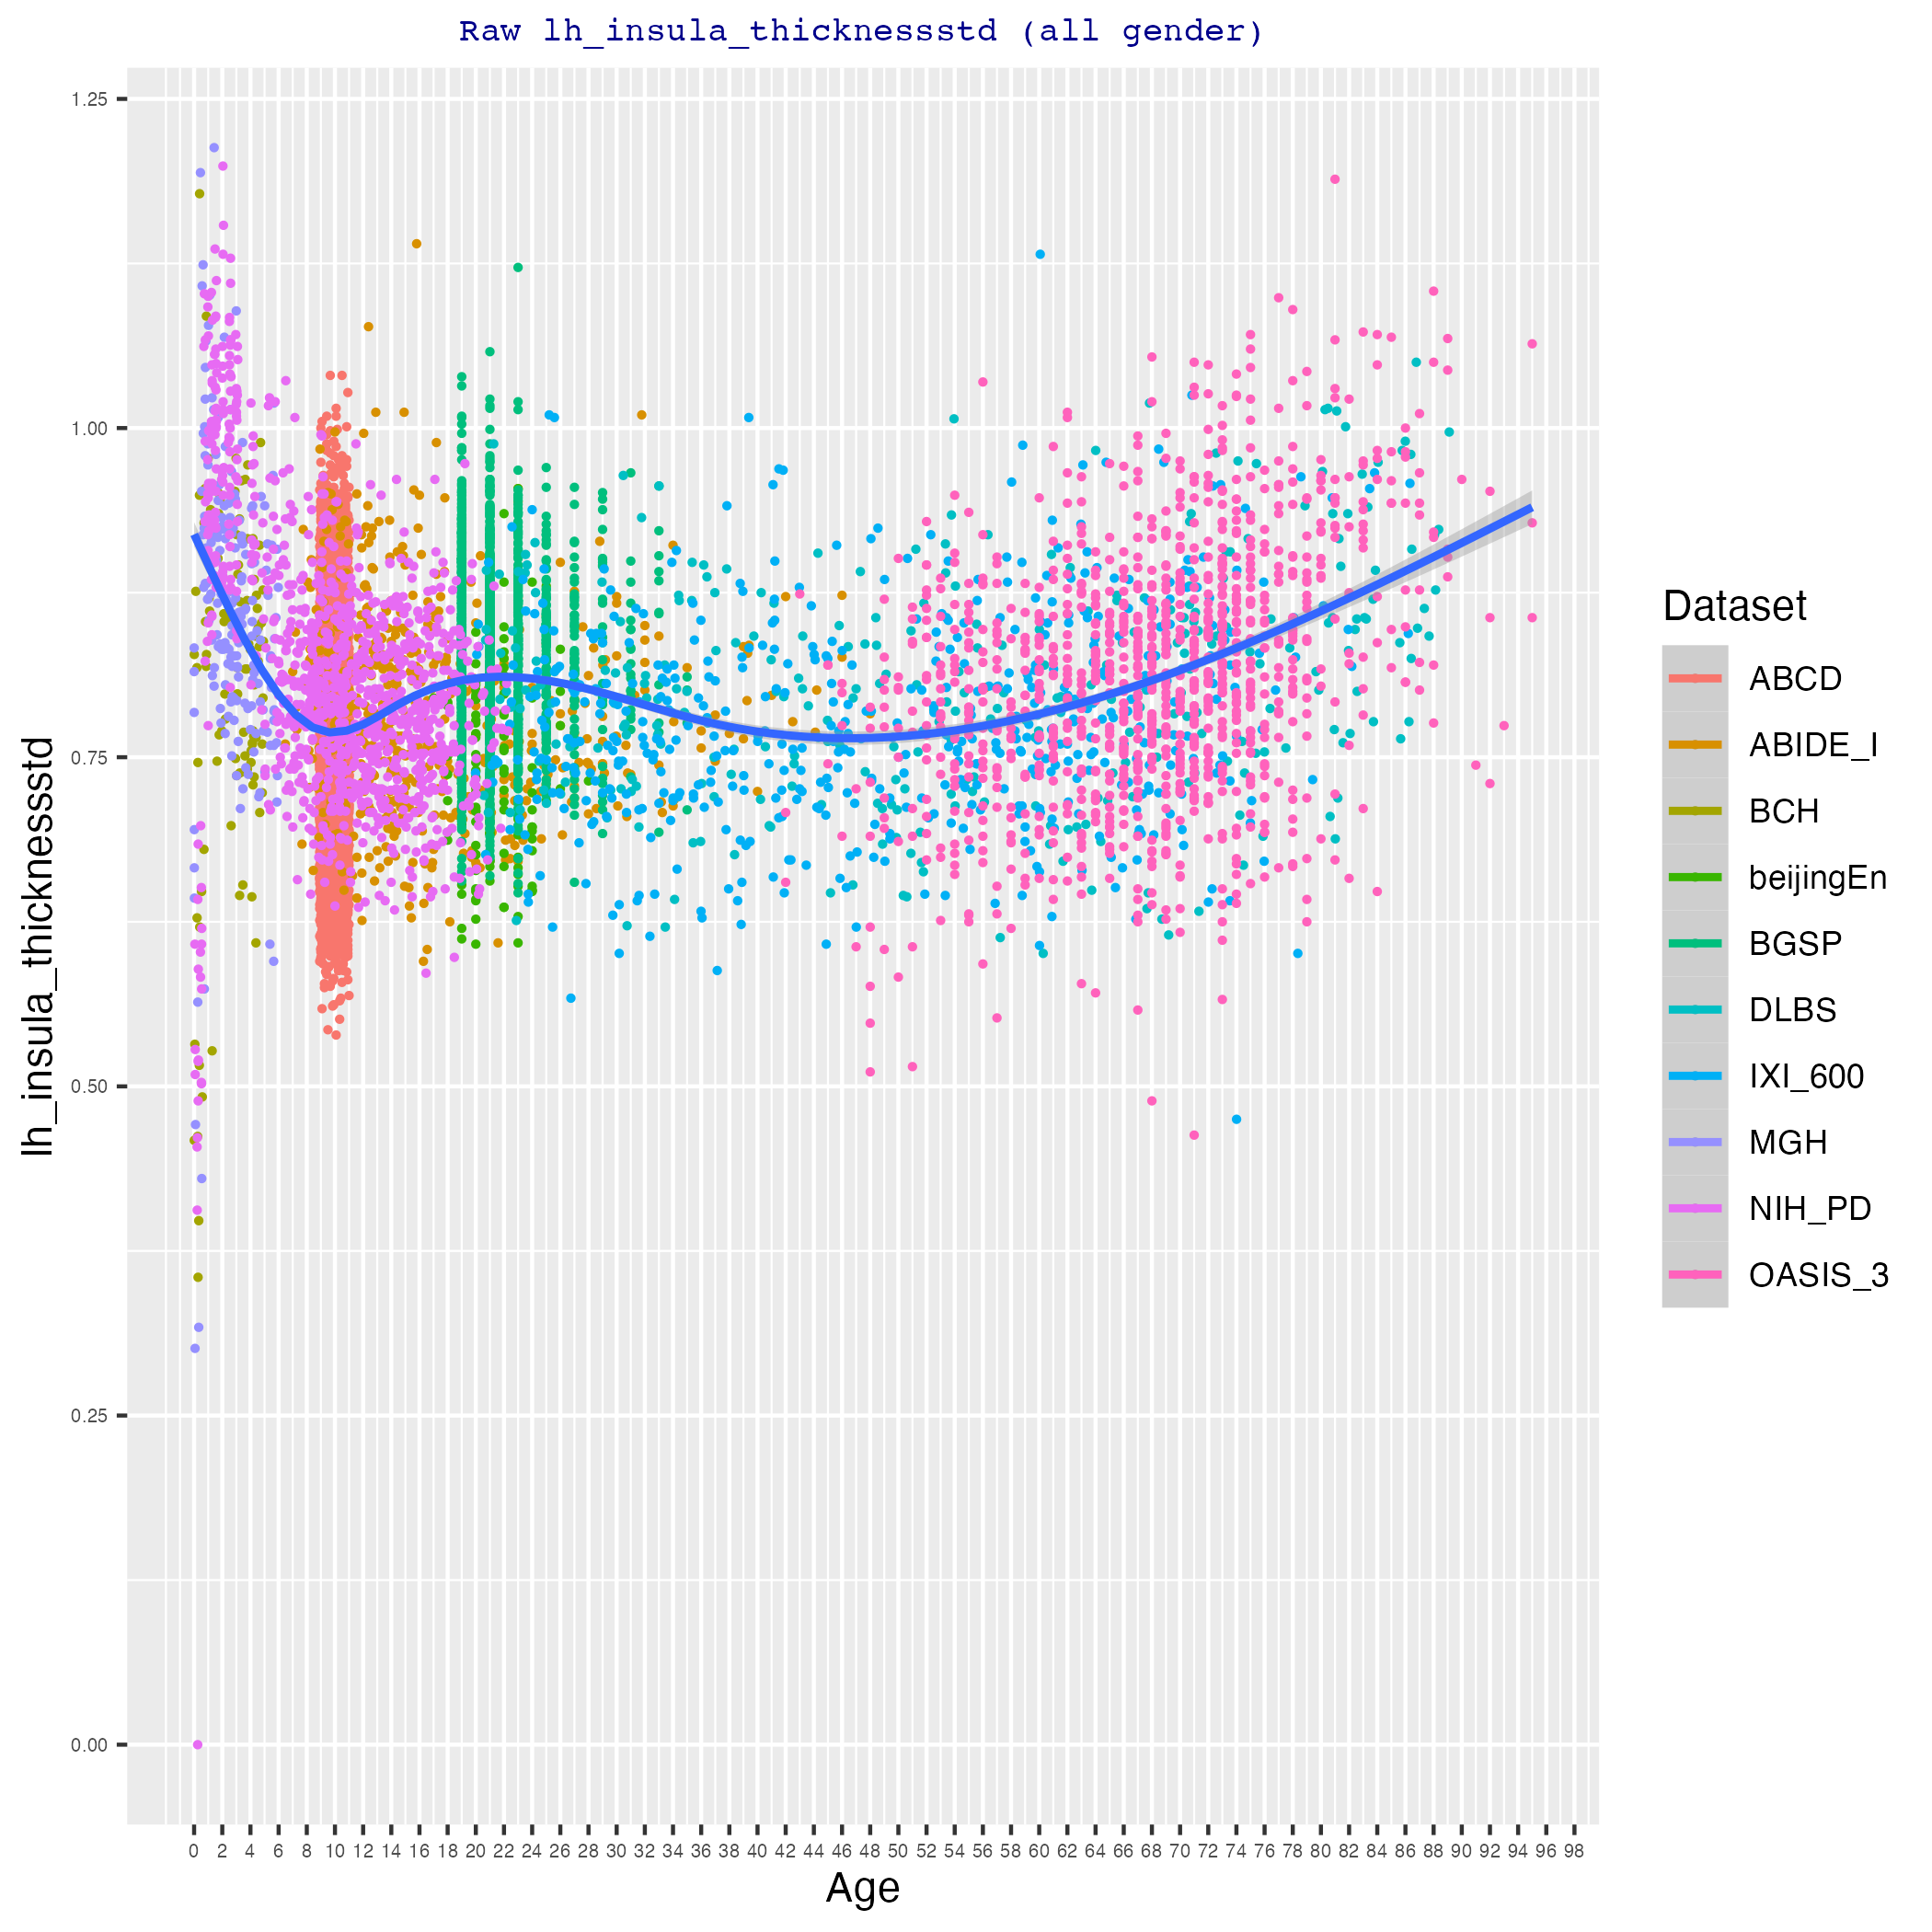 Raw lh_insula_thicknessstd (all gender)
lh_insula_thicknessstd
1.25
1.00
0.75
0.50
0.25
0.00
0 2 4 6 8 10 12 14 16 18 20 22 24 26 28 30 32 34 36 38 40 42 44 46 48 50 52 54 56 58 60 62 64 66 68 70 72 74 76 78 80 82 84 86 88 90 92 94 96 98
Age
Dataset
ABCD
ABIDE_I
BCH
beijingEn
BGSP
DLBS
IXI_600
MGH
NIH_PD
OASIS_3